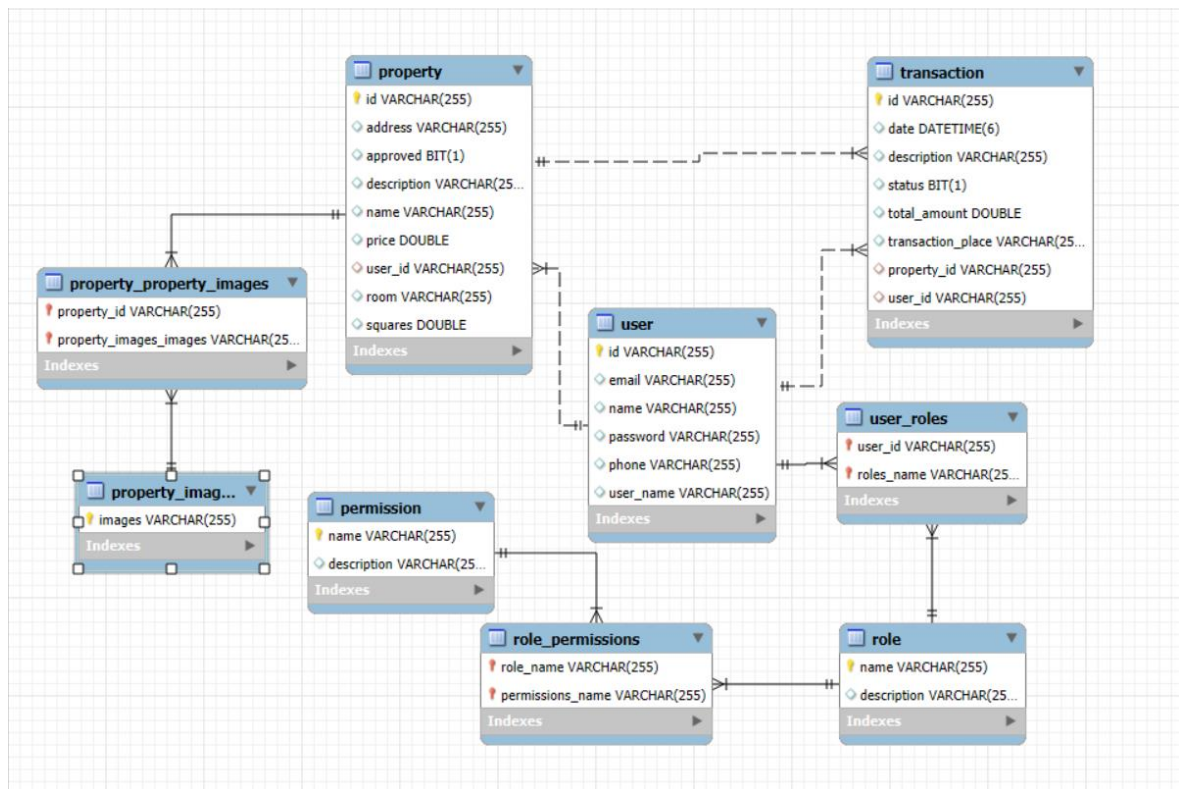 property
id VARCHAR(255)
address VARCHAR(255)
approved BIT(1)
description VARCHAR(25...
name VARCHAR(255)
price DOUBLE
user_id VARCHAR(255)
room VARCHAR(255)
squares DOUBLE
Indexes
transaction
id VARCHAR(255)
date DATETIME(6)
description VARCHAR(255)
status BIT(1)
total_amount DOUBLE
transaction_place VARCHAR(25...
property_id VARCHAR(255)
user_id VARCHAR(255)
Indexes
property_property_images
property_id VARCHAR(255)
property_images_images VARCHAR(25...
Indexes
user
id VARCHAR(255)
email VARCHAR(255)
name VARCHAR(255)
password VARCHAR(255)
phone VARCHAR(255)
user_name VARCHAR(255)
Indexes
user_roles
user_id VARCHAR(255)
roles_name VARCHAR(25...
Indexes
property_imag...
images VARCHAR(255)
Indexes
permission
name VARCHAR(255)
description VARCHAR(25...
Indexes
role_permissions
role_name VARCHAR(255)
permissions_name VARCHAR(255)
Indexes
role
name VARCHAR(255)
description VARCHAR(25...
Indexes